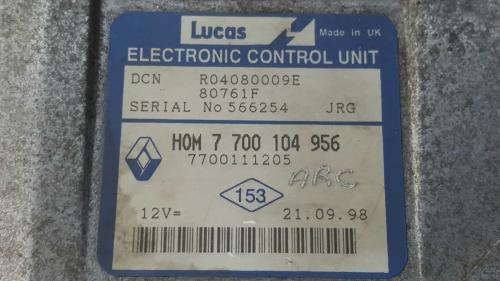 Lucas Made in UK
ELECTRONIC CONTROL UNIT
DCN R04080009E
80761F
SERIAL No 566254 JRG
HOM 7 700 104 956
7700111205
ARC
153
12V= 21.09.98